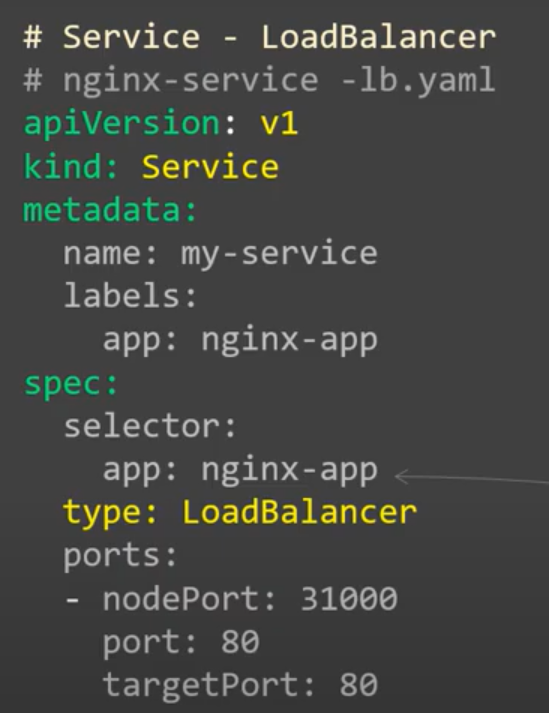 # Service - LoadBalancer
# nginx-service -lb.yaml
apiVersion: v1
kind: Service
metadata:
  name: my-service
  labels:
    app: nginx-app
spec:
  selector:
    app: nginx-app
  type: LoadBalancer
  ports:
  - nodePort: 31000
    port: 80
    targetPort: 80